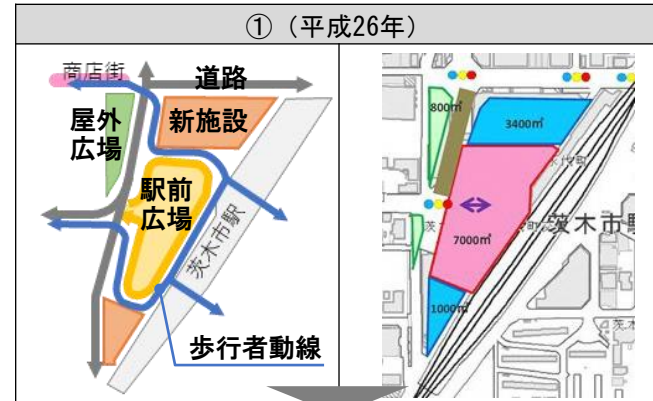 ①（平成26年）
商店街
道路
屋外
広場
新施設
駅前
広場
茨木市駅
歩行者動線
800㎡
3400㎡
7000㎡
茨木市駅
1000㎡